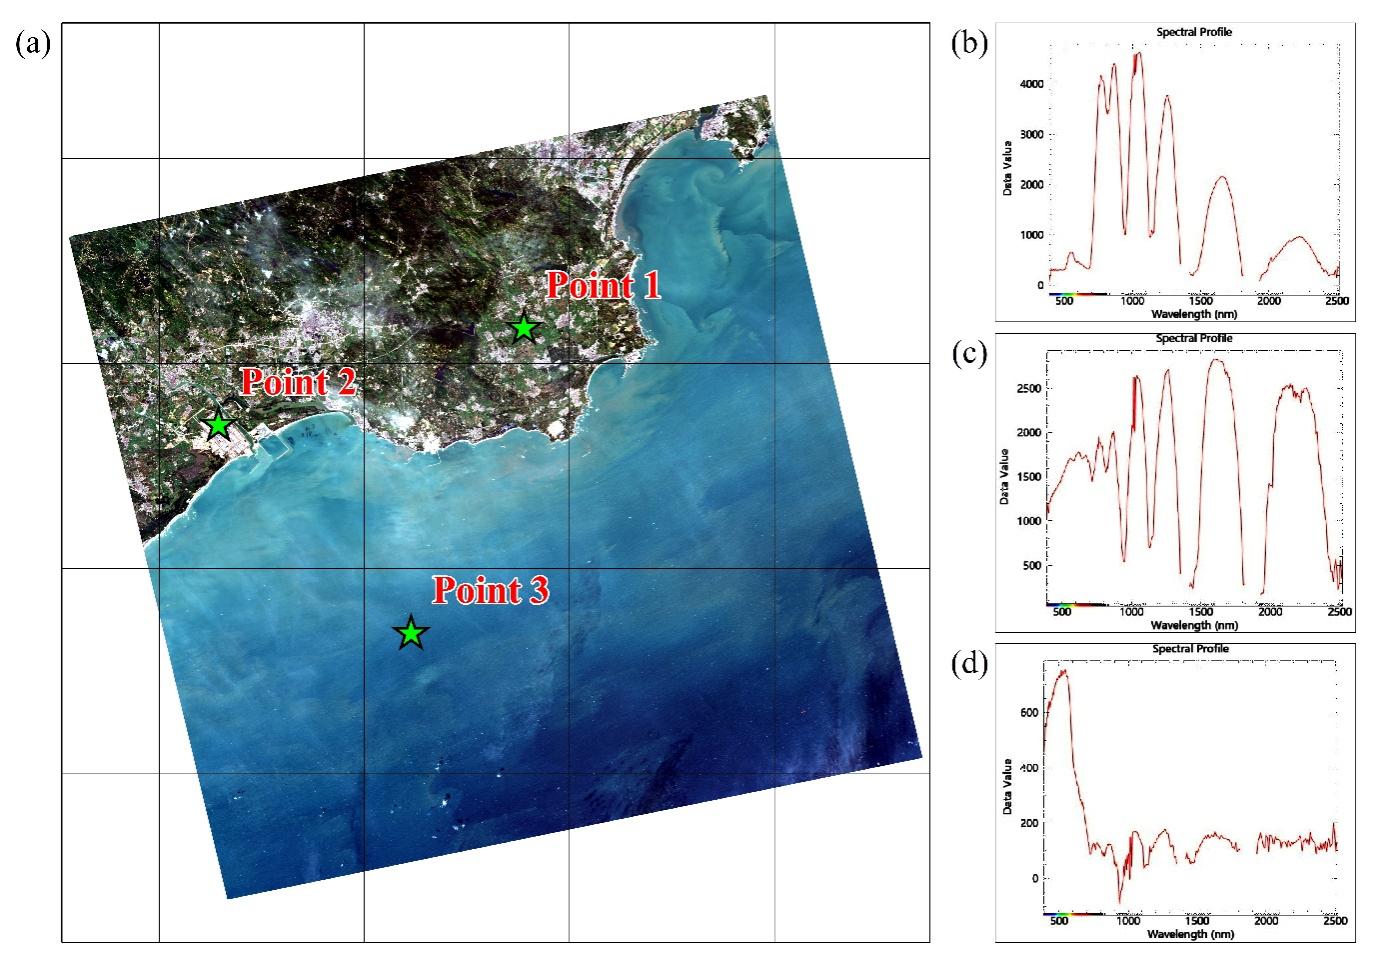 (a)
Point 1
Point 2
Point 3
(b)
Spectral Profile
4000
3000
2000
1000
0
Data Value
500 1000 1500 2000 2500
Wavelength (nm)
(c)
Spectral Profile
2500
2000
1500
1000
500
Data Value
500 1000 1500 2000 2500
Wavelength (nm)
(d)
Spectral Profile
600
400
200
0
Data Value
500 1000 1500 2000 2500
Wavelength (nm)